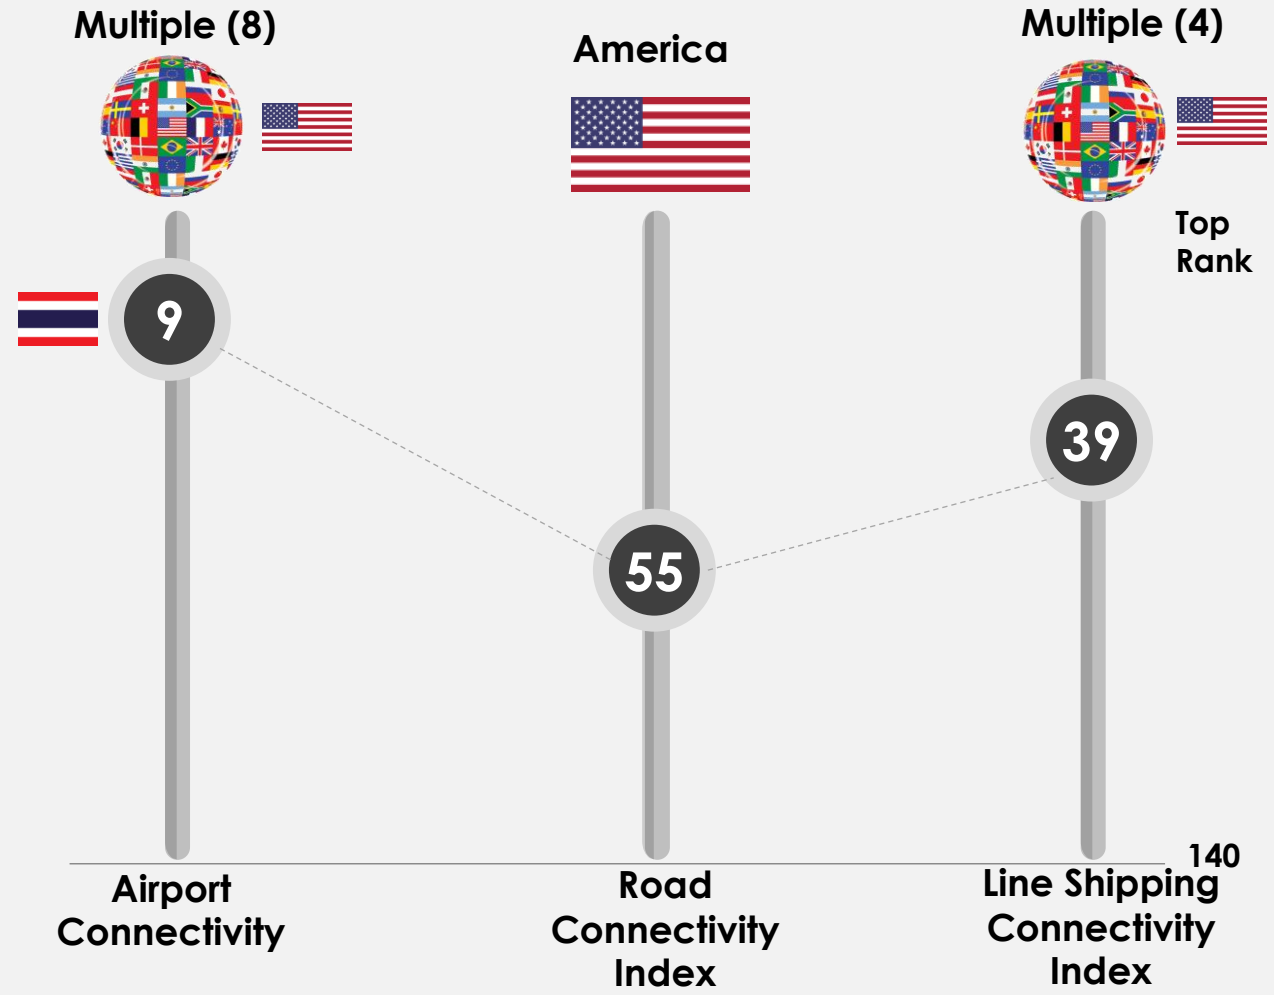 Multiple (8)
America
Multiple (4)
Top
Rank
9
39
55
140
Airport
Connectivity
Road
Connectivity
Index
Line Shipping
Connectivity
Index